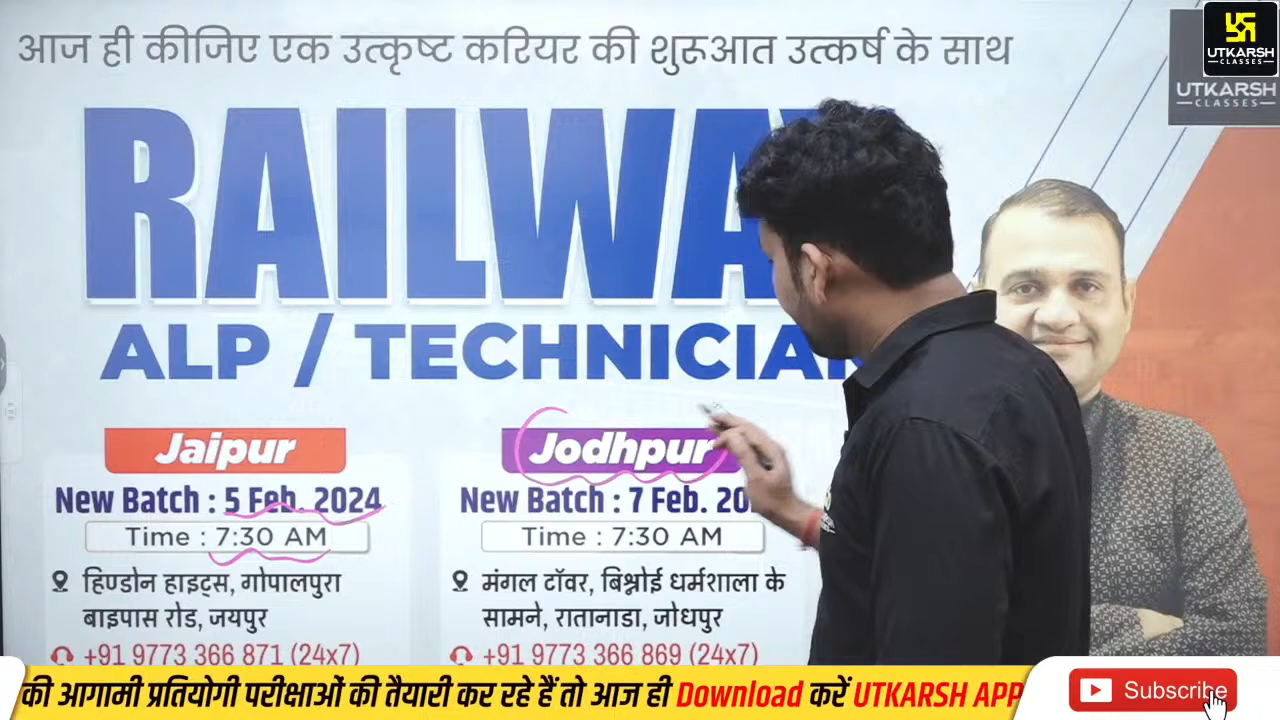 आज ही कीजिए एक उत्कृष्ट करियर की शुरूआत उत्कर्ष के साथ
UTKARSH
CLASSES
UTKARSH
CLASSES
RAILWAY
ALP / TECHNICIAN
Jaipur
New Batch : 5 Feb. 2024
Time : 7:30 AM
हिण्डोन हाइट्स, गोपालपुरा
बाइपास रोड, जयपुर
+91 9773 366 871 (24x7)
Jodhpur
New Batch : 7 Feb. 20
Time : 7:30 AM
मंगल टॉवर, बिश्नोई धर्मशाला के
सामने, रातानाडा, जोधपुर
+91 9773 366 869 (24x7)
की आगामी प्रतियोगी परीक्षाओं की तैयारी कर रहे हैं तो आज ही Download करें UTKARSH APP
Subscribe